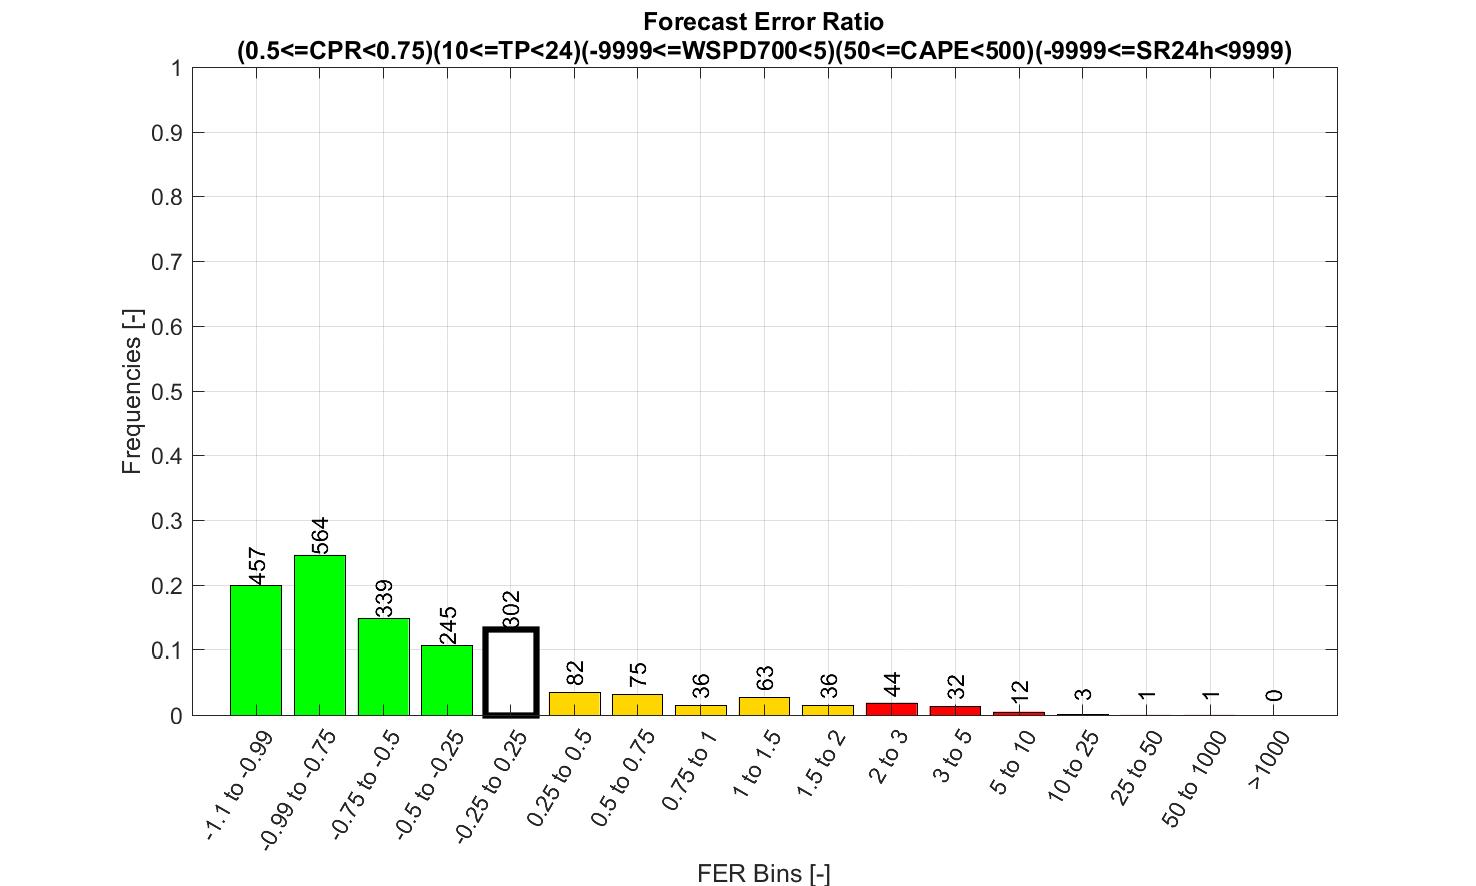 Forecast Error Ratio
(0.5<=CPR<0.75)(10<=TP<24)(-9999<=WSPD700<5)(50<=CAPE<500)(-9999<=SR24h<9999)
1
0.9
0.8
0.7
0.6
0.5
0.4
0.3
0.2
0.1
0
Frequencies [-]
457
564
339
245
302
82
75
36
63
36
44
32
12
3
1
1
0
-1.1 to -0.99
-0.99 to -0.75
-0.75 to -0.5
-0.5 to -0.25
-0.25 to 0.25
0.25 to 0.5
0.5 to 0.75
0.75 to 1
1 to 1.5
1.5 to 2
2 to 3
3 to 5
5 to 10
10 to 25
25 to 50
50 to 1000
>1000
FER Bins [-]